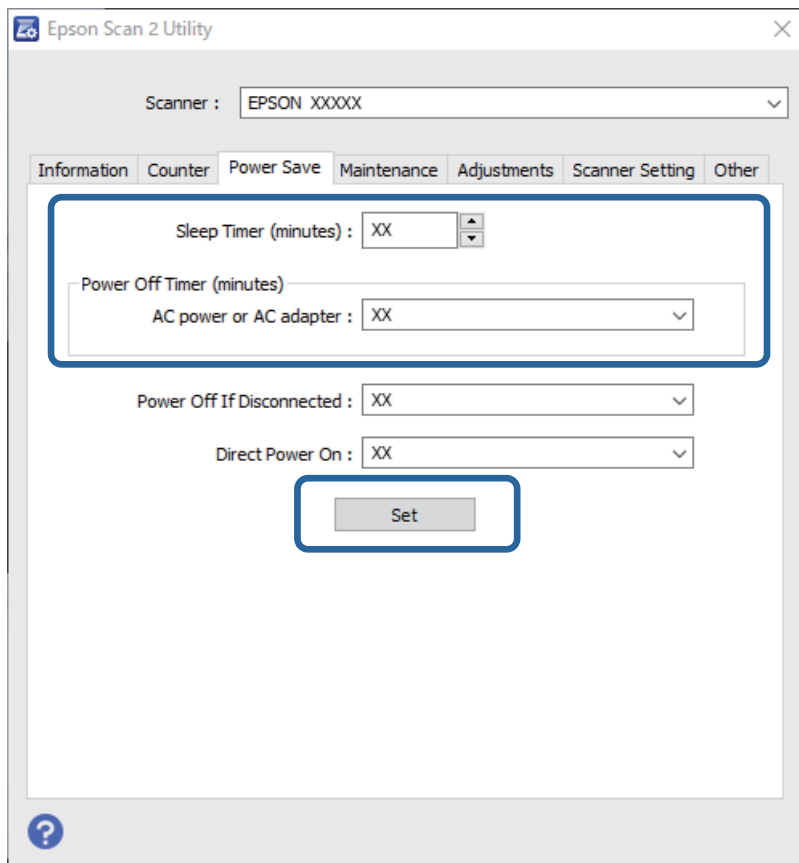 Epson Scan 2 Utility
Scanner : EPSON XXXXX
Information Counter Power Save Maintenance Adjustments Scanner Setting Other
Sleep Timer (minutes) : XX
Power Off Timer (minutes)
AC power or AC adapter : XX
Power Off If Disconnected : XX
Direct Power On : XX
Set
?